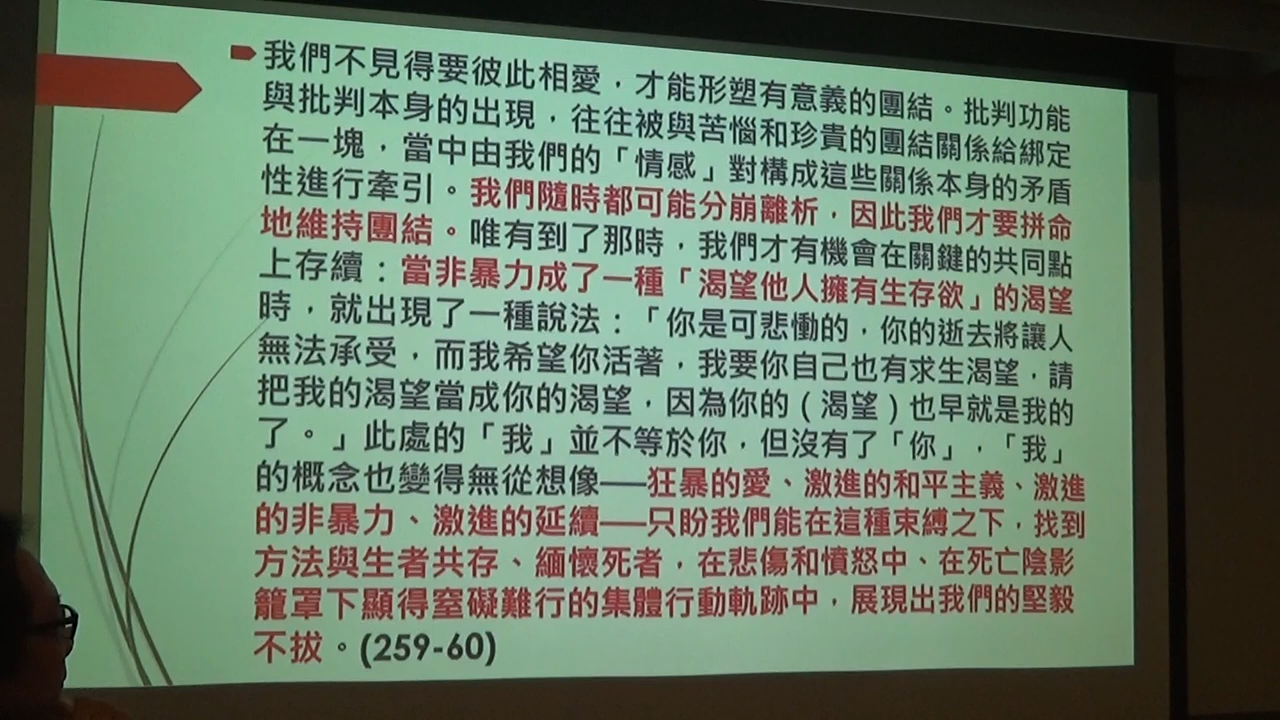 我們不見得要彼此相愛，才能形塑有意義的團結。批判功能
與批判本身的出現，往往被與苦惱和珍貴的團結關係給綁定
在一塊，當中由我們的「情感」對構成這些關係本身的矛盾
性進行牽引。我們隨時都可能分崩離析，因此我們才要拼命
地維持團結。唯有到了那時，我們才有機會在關鍵的共同點
上存續：當非暴力成了一種「渴望他人擁有生存欲」的渴望
時，就出現了一種說法：「你是可悲慟的，你的逝去將讓人
無法承受，而我希望你活著，我要你自己也有求生渴望，請
把我的渴望當成你的渴望，因為你的（渴望）也早就是我的
了。」此處的「我」並不等於你，但沒有了「你」，「我」
的概念也變得無從想像──狂暴的愛、激進的和平主義、激進
的非暴力、激進的延續──只盼我們能在這種束縛之下，找到
方法與生者共存、緬懷死者，在悲傷和憤怒中、在死亡陰影
籠罩下顯得窒礙難行的集體行動軌跡中，展現出我們的堅毅
不拔。(259-60)